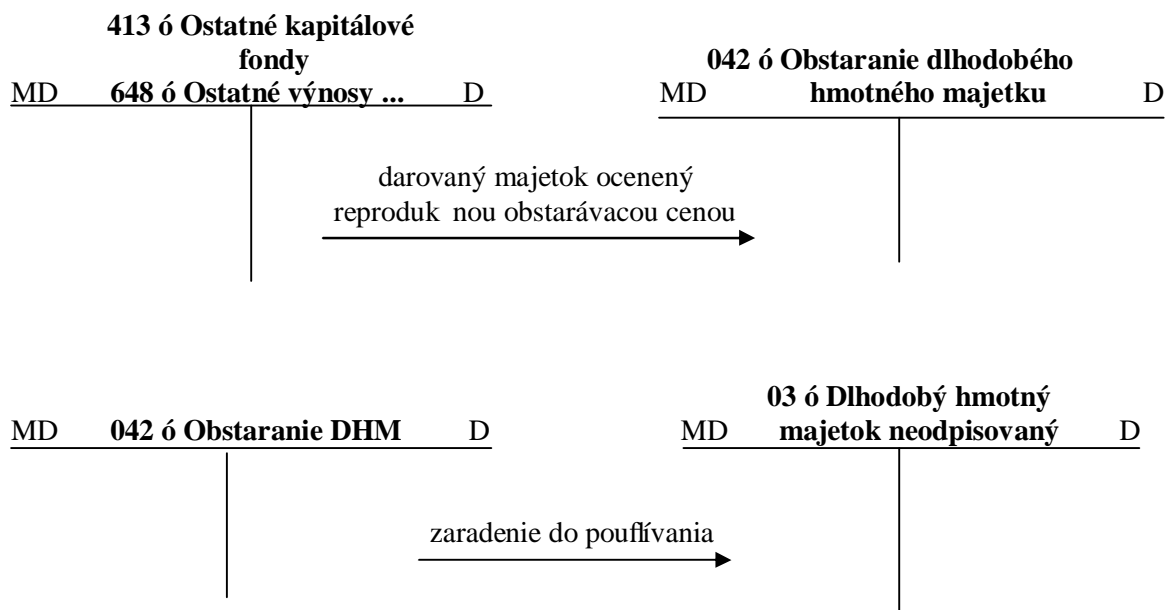 413 ó Ostatné kapitálové
fondy
MD 648 ó Ostatné výnosy ... D
042 ó Obstaranie dlhodobého
MD hmotného majetku D
darovaný majetok ocenený
reproduk nou obstarávacou cenou
MD 042 ó Obstaranie DHM D
03 ó Dlhodobý hmotný
MD majetok neodpisovaný D
zaradenie do pouflívania